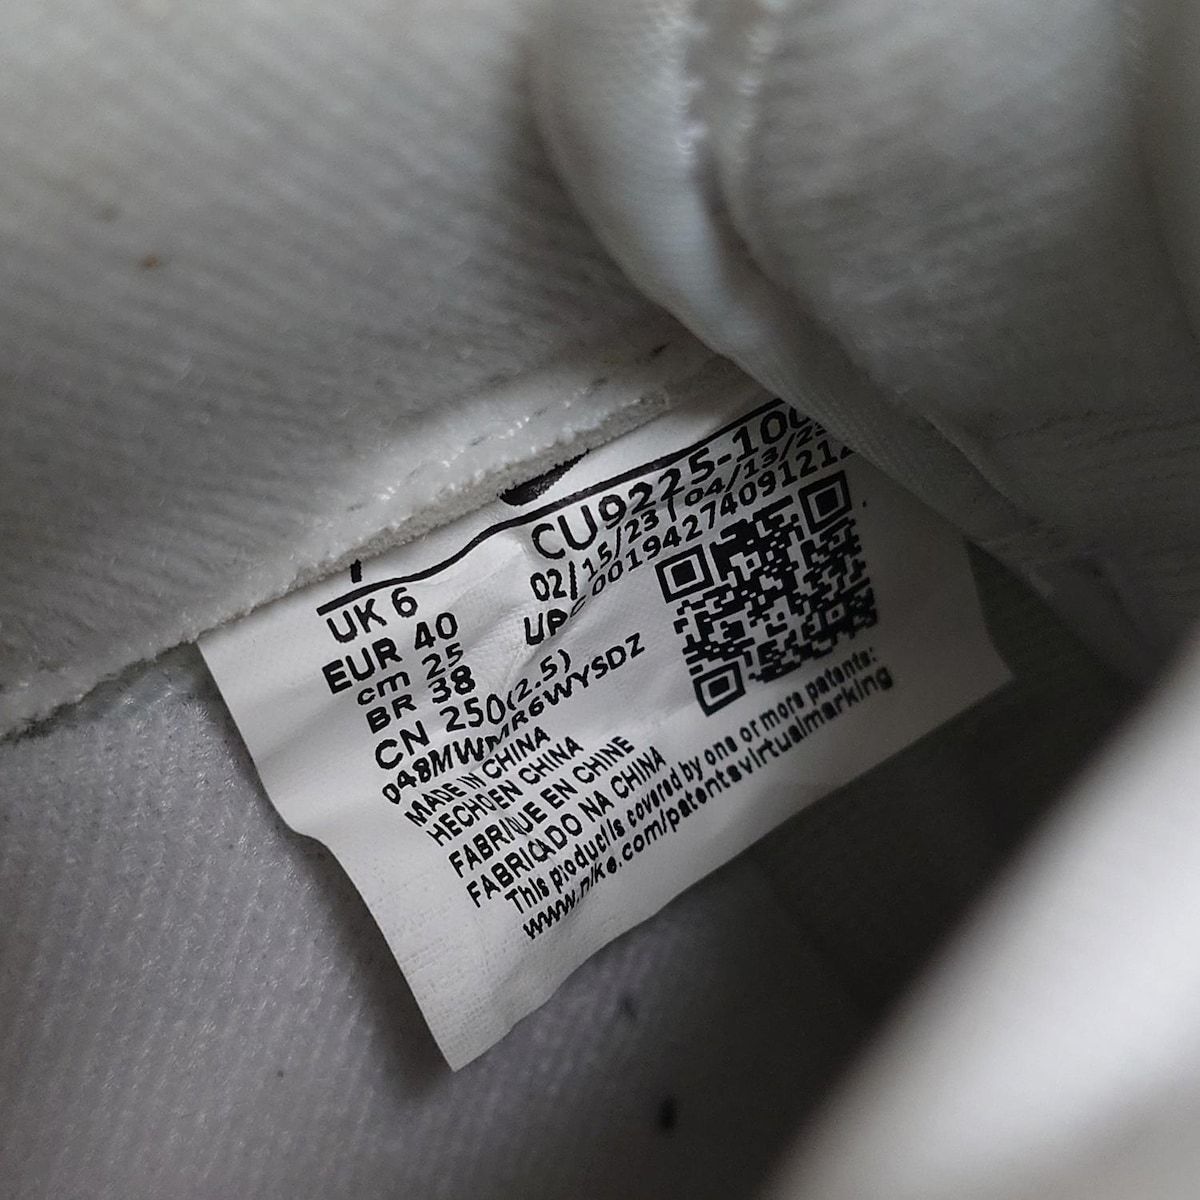 UK 6
EUR 40
cm 25
BR 38
CN 250(2.5)
CU9225-100
02/15/23 / 04/13/23
UPC 00194274091212
048MWMR6WYSDZ
MADE IN CHINA
HECHOEN CHINA
FABRIQUE EN CHINE
FABRICADO NA CHINA
This product is covered by one or more patents:
www.nike.com/patentsvirtualmarking